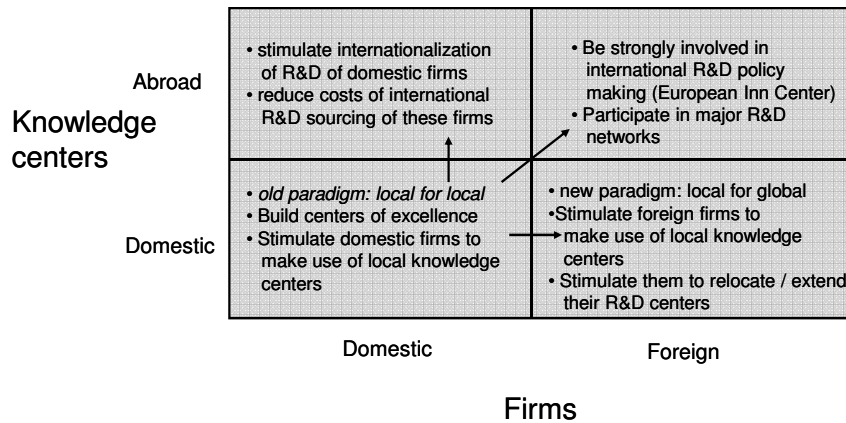 • stimulate internationalization
of R&D of domestic firms
• reduce costs of international
R&D sourcing of these firms
• Be strongly involved in
international R&D policy
making (European Inn Center)
• Participate in major R&D
networks
Abroad
Knowledge
centers
• old paradigm: local for local
• Build centers of excellence
• Stimulate domestic firms to
make use of local knowledge
centers
• new paradigm: local for global
•Stimulate foreign firms to
make use of local knowledge
centers
• Stimulate them to relocate / extend
their R&D centers
Domestic
Domestic
Foreign
Firms